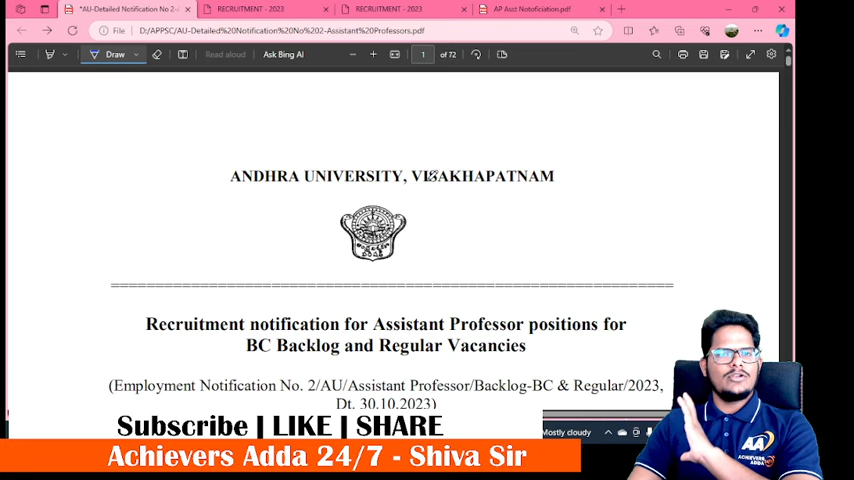 *AU-Detailed Notification No 2-
RECRUITMENT - 2023
RECRUITMENT - 2023
AP Asst Notoficiation.pdf
File
D:/APPSC/AU-Detailed%20Notification%20No%202-Assistant%20Professors.pdf
Draw
Read aloud
Ask Bing AI
1 of 72
ANDHRA UNIVERSITY, VISAKHAPATNAM
Recruitment notification for Assistant Professor positions for
BC Backlog and Regular Vacancies
(Employment Notification No. 2/AU/Assistant Professor/Backlog-BC & Regular/2023,
Dt. 30.10.2023)
Mostly cloudy
Subscribe | LIKE | SHARE
Achievers Adda 24/7 - Shiva Sir
AA
ACHIEVERS
ADDA